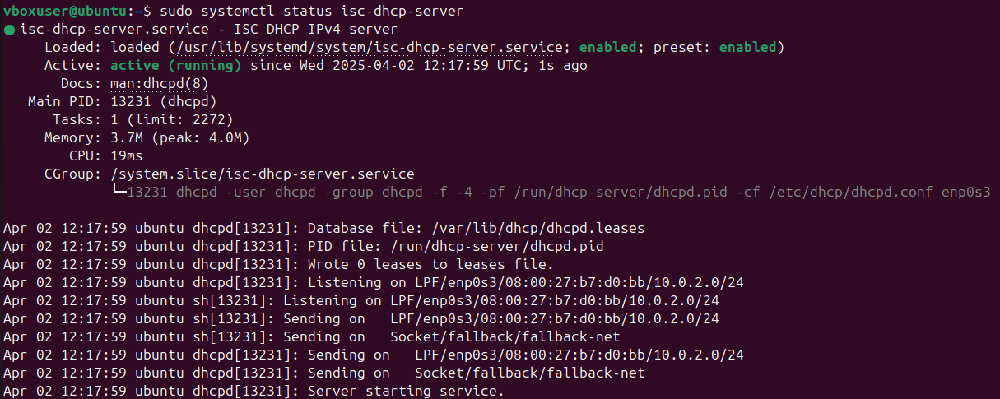 vboxuser@ubuntu:~$ sudo systemctl status isc-dhcp-server
● isc-dhcp-server.service - ISC DHCP IPv4 server
     Loaded: loaded (/usr/lib/systemd/system/isc-dhcp-server.service; enabled; preset: enabled)
     Active: active (running) since Wed 2025-04-02 12:17:59 UTC; 1s ago
       Docs: man:dhcpd(8)
   Main PID: 13231 (dhcpd)
      Tasks: 1 (limit: 2272)
     Memory: 3.7M (peak: 4.0M)
        CPU: 19ms
     CGroup: /system.slice/isc-dhcp-server.service
             └─13231 dhcpd -user dhcpd -group dhcpd -f -4 -pf /run/dhcp-server/dhcpd.pid -cf /etc/dhcp/dhcpd.conf enp0s3

Apr 02 12:17:59 ubuntu dhcpd[13231]: Database file: /var/lib/dhcp/dhcpd.leases
Apr 02 12:17:59 ubuntu dhcpd[13231]: PID file: /run/dhcp-server/dhcpd.pid
Apr 02 12:17:59 ubuntu dhcpd[13231]: Wrote 0 leases to leases file.
Apr 02 12:17:59 ubuntu dhcpd[13231]: Listening on LPF/enp0s3/08:00:27:b7:d0:bb/10.0.2.0/24
Apr 02 12:17:59 ubuntu sh[13231]: Listening on LPF/enp0s3/08:00:27:b7:d0:bb/10.0.2.0/24
Apr 02 12:17:59 ubuntu sh[13231]: Sending on   LPF/enp0s3/08:00:27:b7:d0:bb/10.0.2.0/24
Apr 02 12:17:59 ubuntu sh[13231]: Sending on   Socket/fallback/fallback-net
Apr 02 12:17:59 ubuntu dhcpd[13231]: Sending on   LPF/enp0s3/08:00:27:b7:d0:bb/10.0.2.0/24
Apr 02 12:17:59 ubuntu dhcpd[13231]: Sending on   Socket/fallback/fallback-net
Apr 02 12:17:59 ubuntu dhcpd[13231]: Server starting service.